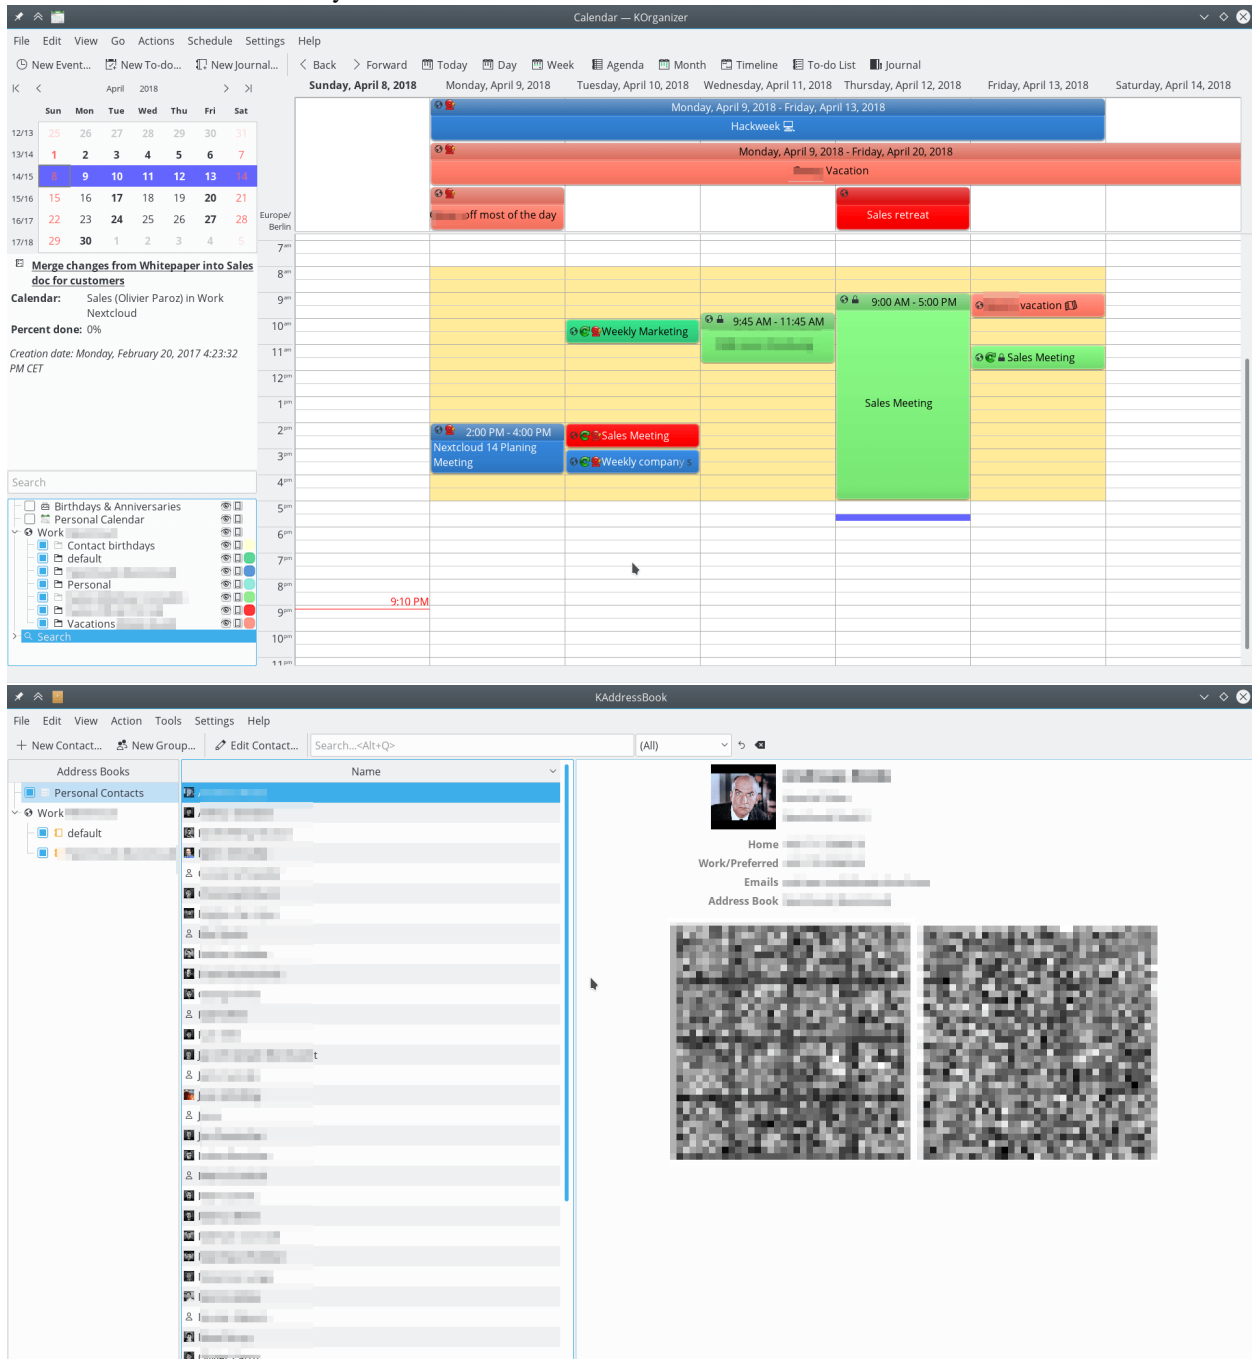 Calendar — KOrganizer
File Edit View Go Actions Schedule Settings Help
New Event... New To-do... New Journal... Back Forward Today Day Week Agenda Month Timeline To-do List Journal
April 2018
Sun Mon Tue Wed Thu Fri Sat
12/13 25 26 27 28 29 30 31
13/14 1 2 3 4 5 6 7
14/15 8 9 10 11 12 13 14
15/16 15 16 17 18 19 20 21
16/17 22 23 24 25 26 27 28
17/18 29 30 1 2 3 4 5
Merge changes from Whitepaper into Sales
doc for customers
Calendar: Sales (Olivier Paroz) in Work
Nextcloud
Percent done: 0%
Creation date: Monday, February 20, 2017 4:23:32
PM CET
Search
Birthdays & Anniversaries
Personal Calendar
Work
Contact birthdays
default
Personal
Vacations
Search
Sunday, April 8, 2018 Monday, April 9, 2018 Tuesday, April 10, 2018 Wednesday, April 11, 2018 Thursday, April 12, 2018 Friday, April 13, 2018 Saturday, April 14, 2018
Monday, April 9, 2018 - Friday, April 13, 2018
Hackweek
Monday, April 9, 2018 - Friday, April 20, 2018
Vacation
off most of the day
Sales retreat
Europe/
Berlin
7am
8am
9am
10am
11am
12pm
1pm
2pm
3pm
4pm
5pm
6pm
7pm
8pm
9pm
10pm
11pm
9:00 AM - 5:00 PM
Sales Meeting
vacation
9:45 AM - 11:45 AM
Weekly Marketing
Sales Meeting
2:00 PM - 4:00 PM
Nextcloud 14 Planing
Meeting
Sales Meeting
Weekly company s
9:10 PM
KAddressBook
File Edit View Action Tools Settings Help
New Contact... New Group... Edit Contact... Search...<Alt+Q> (All)
Address Books
Personal Contacts
Work
default
Name
Home
Work/Preferred
Emails
Address Book